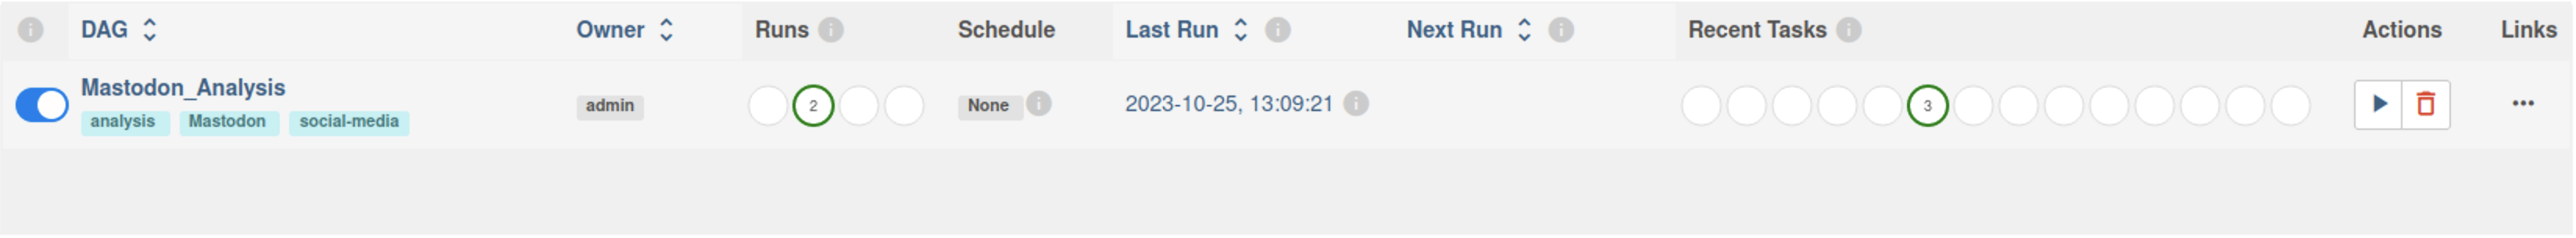 DAG Owner Runs Schedule Last Run Next Run Recent Tasks Actions Links
Mastodon_Analysis
admin 2 None 2023-10-25, 13:09:21 3
analysis Mastodon social-media